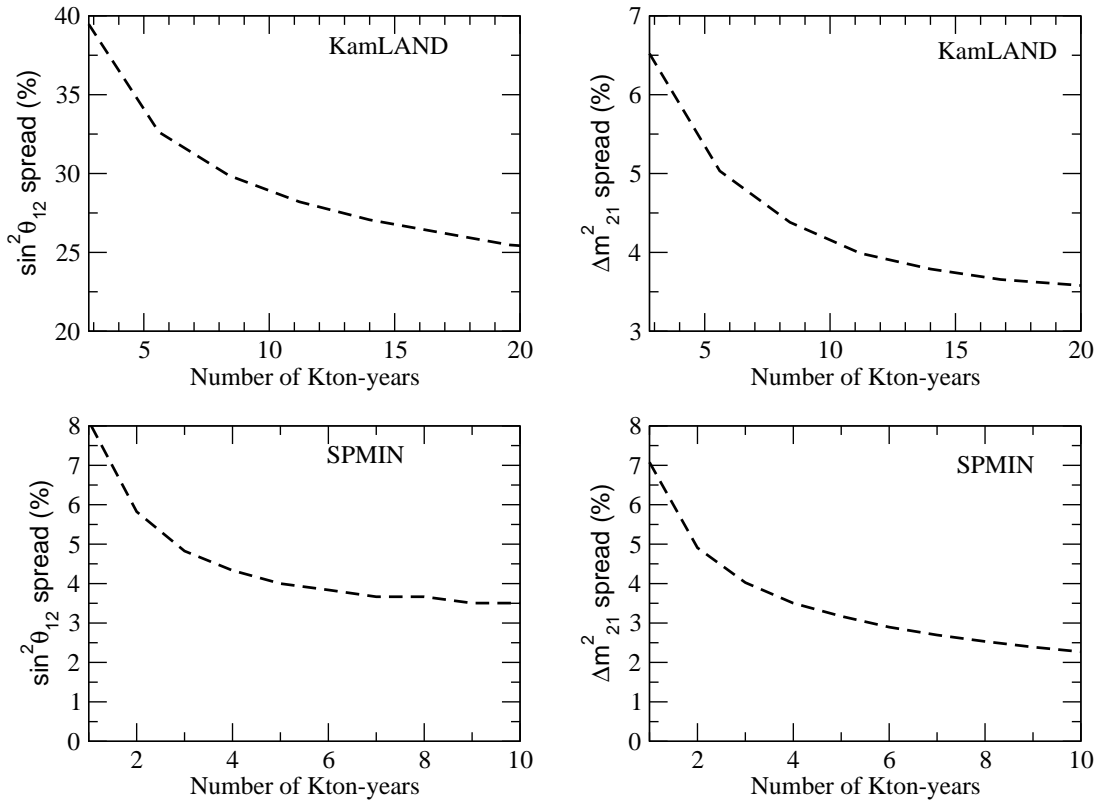 KamLAND
sin²θ₁₂ spread (%)
40
35
30
25
20
5 10 15 20
Number of Kton-years
KamLAND
Δm²₂₁ spread (%)
7
6
5
4
3
5 10 15 20
Number of Kton-years
SPMIN
sin²θ₁₂ spread (%)
8
7
6
5
4
3
2
1
0
2 4 6 8 10
Number of Kton-years
SPMIN
Δm²₂₁ spread (%)
8
7
6
5
4
3
2
1
0
2 4 6 8 10
Number of Kton-years